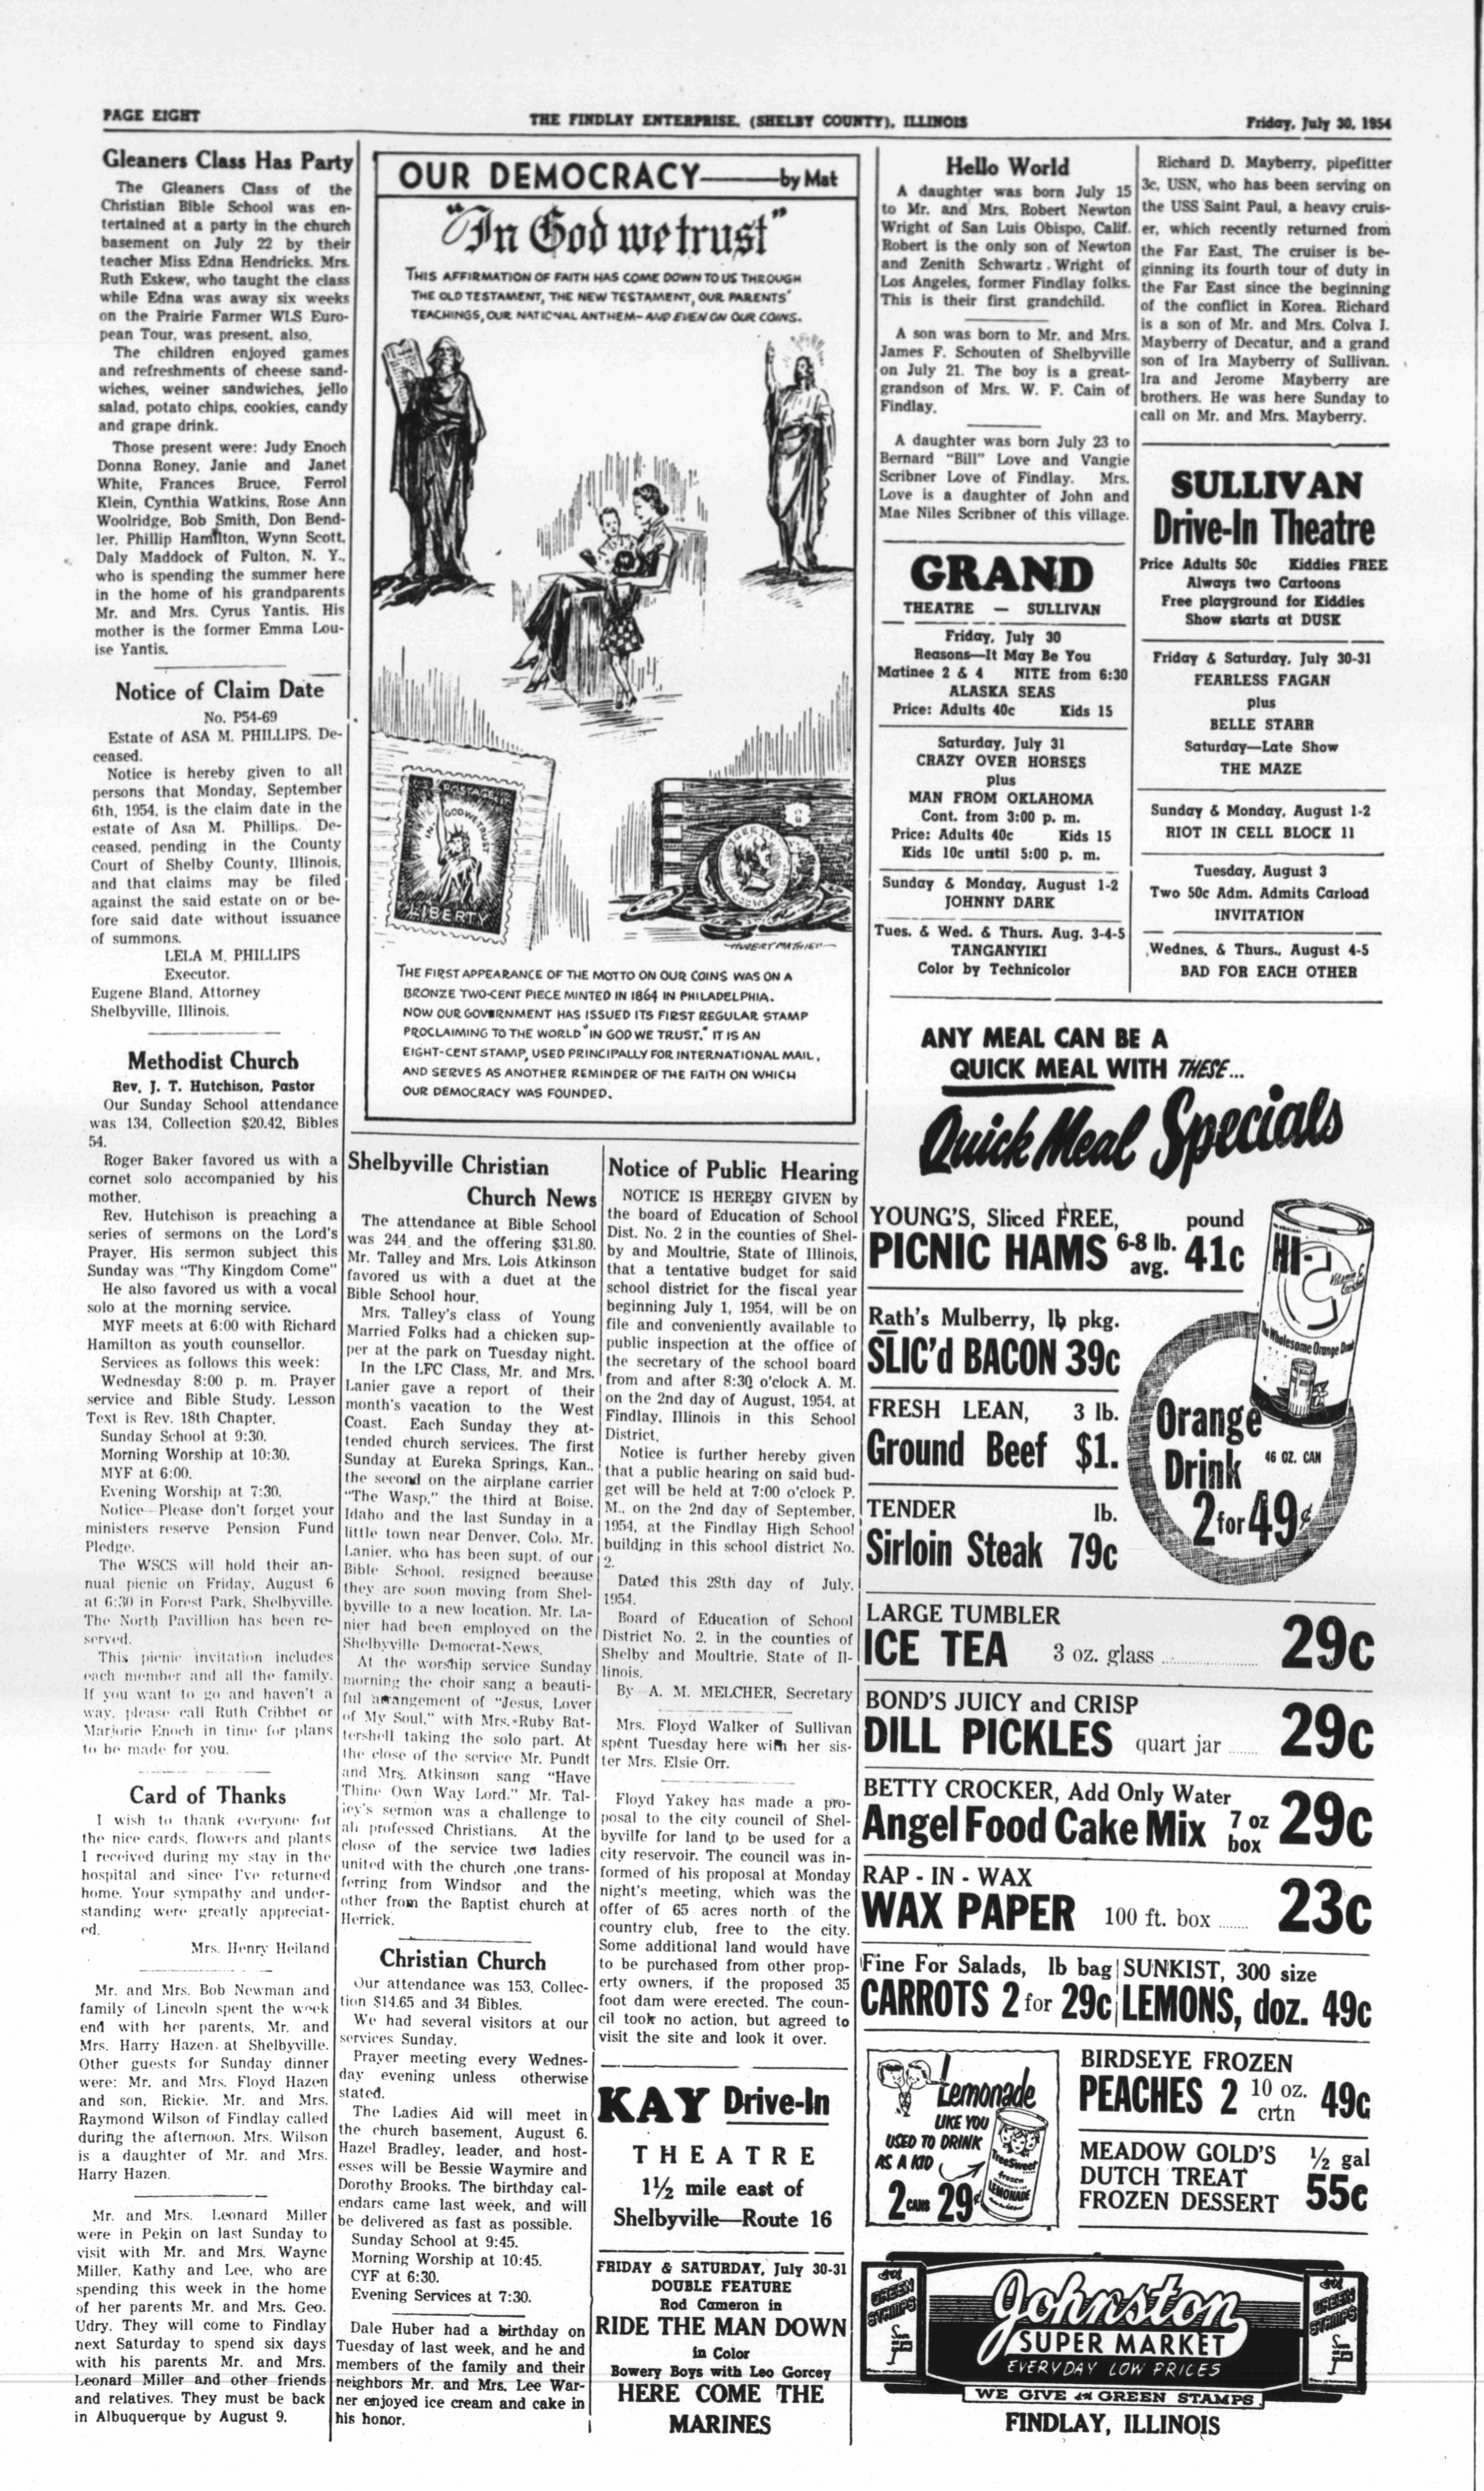 PAGE EIGHT
THE FINDLAY ENTERPRISE, (SHELBY COUNTY), ILLINOIS
Friday, July 30, 1954
Gleaners Class Has Party
The Gleaners Class of the
Christian Bible School was en-
tertained at a party in the church
basement on July 22 by their
teacher Miss Edna Hendricks. Mrs.
Ruth Eskew, who taught the class
while Edna was away six weeks
on the Prairie Farmer WLS Euro-
pean Tour, was present, also.
The children enjoyed games
and refreshments of cheese sand-
wiches, weiner sandwiches, jello
salad, potato chips, cookies, candy
and grape drink.
Those present were: Judy Enoch
Donna Roney, Janie and Janet
White, Frances Bruce, Ferrol
Klein, Cynthia Watkins, Rose Ann
Woolridge, Bob Smith, Don Bend-
ler, Phillip Hamilton, Wynn Scott,
Daly Maddock of Fulton, N. Y.,
who is spending the summer here
in the home of his grandparents
Mr. and Mrs. Cyrus Yantis. His
mother is the former Emma Lou-
ise Yantis.
Notice of Claim Date
No. P54-69
Estate of ASA M. PHILLIPS. De-
ceased.
Notice is hereby given to all
persons that Monday, September
6th, 1954, is the claim date in the
estate of Asa M. Phillips. De-
ceased, pending in the County
Court of Shelby County, Illinois,
and that claims may be filed
against the said estate on or be-
fore said date without issuance
of summons.
LELA M. PHILLIPS
Executor.
Eugene Bland, Attorney
Shelbyville, Illinois.
Methodist Church
Rev. J. T. Hutchison, Pastor
Our Sunday School attendance
was 134, Collection $20.42, Bibles
54.
Roger Baker favored us with a
cornet solo accompanied by his
mother.
Rev. Hutchison is preaching a
series of sermons on the Lord's
Prayer. His sermon subject this
Sunday was "Thy Kingdom Come"
He also favored us with a vocal
solo at the morning service.
MYF meets at 6:00 with Richard
Hamilton as youth counsellor.
Services as follows this week:
Wednesday 8:00 p. m. Prayer
service and Bible Study. Lesson
Text is Rev. 18th Chapter.
Sunday School at 9:30.
Morning Worship at 10:30.
MYF at 6:00.
Evening Worship at 7:30.
Notice—Please don't forget your
ministers reserve Pension Fund
Pledge.
The WSCS will hold their an-
nual picnic on Friday, August 6
at 6:30 in Forest Park, Shelbyville.
The North Pavillion has been re-
served.
This picnic invitation includes
each member and all the family.
If you want to go and haven't a
way, please call Ruth Cribbet or
Marjorie Enoch in time for plans
to be made for you.
Card of Thanks
I wish to thank everyone for
the nice cards, flowers and plants
I received during my stay in the
hospital and since I've returned
home. Your sympathy and under-
standing were greatly appreciat-
ed.
Mrs. Henry Heiland
Mr. and Mrs. Bob Newman and
family of Lincoln spent the week
end with her parents, Mr. and
Mrs. Harry Hazen. at Shelbyville.
Other guests for Sunday dinner
were: Mr. and Mrs. Floyd Hazen
and son, Rickie. Mr. and Mrs.
Raymond Wilson of Findlay called
during the afternoon. Mrs. Wilson
is a daughter of Mr. and Mrs.
Harry Hazen.
Mr. and Mrs. Leonard Miller
were in Pekin on last Sunday to
visit with Mr. and Mrs. Wayne
Miller, Kathy and Lee, who are
spending this week in the home
of her parents Mr. and Mrs. Geo.
Udry. They will come to Findlay
next Saturday to spend six days
with his parents Mr. and Mrs.
Leonard Miller and other friends
and relatives. They must be back
in Albuquerque by August 9.
OUR DEMOCRACY—by Mat
"In God we trust"
THIS AFFIRMATION OF FAITH HAS COME DOWN TO US THROUGH
THE OLD TESTAMENT, THE NEW TESTAMENT, OUR PARENTS'
TEACHINGS, OUR NATIONAL ANTHEM—AND EVEN ON OUR COINS.
U.S. POSTAGE
IN GOD WE TRUST
LIBERTY
8¢
LIBERTY
THE FIRST APPEARANCE OF THE MOTTO ON OUR COINS WAS ON A
BRONZE TWO-CENT PIECE MINTED IN 1864 IN PHILADELPHIA.
NOW OUR GOVERNMENT HAS ISSUED ITS FIRST REGULAR STAMP
PROCLAIMING TO THE WORLD "IN GOD WE TRUST." IT IS AN
EIGHT-CENT STAMP, USED PRINCIPALLY FOR INTERNATIONAL MAIL,
AND SERVES AS ANOTHER REMINDER OF THE FAITH ON WHICH
OUR DEMOCRACY WAS FOUNDED.
Shelbyville Christian
Church News
The attendance at Bible School
was 244 and the offering $31.80.
Mr. Talley and Mrs. Lois Atkinson
favored us with a duet at the
Bible School hour.
Mrs. Talley's class of Young
Married Folks had a chicken sup-
per at the park on Tuesday night.
In the LFC Class, Mr. and Mrs.
Lanier gave a report of their
month's vacation to the West
Coast. Each Sunday they at-
tended church services. The first
Sunday at Eureka Springs, Kan.,
the second on the airplane carrier
"The Wasp," the third at Boise,
Idaho and the last Sunday in a
little town near Denver, Colo. Mr.
Lanier, who has been supt. of our
Bible School, resigned because
they are soon moving from Shel-
byville to a new location. Mr. La-
nier had been employed on the
Shelbyville Democrat-News.
At the worship service Sunday
morning the choir sang a beauti-
ful arrangement of "Jesus, Lover
of My Soul," with Mrs. Ruby Bat-
tershell taking the solo part. At
the close of the service Mr. Pundt
and Mrs. Atkinson sang "Have
Thine Own Way Lord." Mr. Tal-
ley's sermon was a challenge to
all professed Christians. At the
close of the service two ladies
united with the church ,one trans-
ferring from Windsor and the
other from the Baptist church at
Herrick.
Christian Church
Our attendance was 153, Collec-
tion $14.65 and 34 Bibles.
We had several visitors at our
services Sunday.
Prayer meeting every Wednes-
day evening unless otherwise
stated.
The Ladies Aid will meet in
the church basement, August 6.
Hazel Bradley, leader, and host-
esses will be Bessie Waymire and
Dorothy Brooks. The birthday cal-
endars came last week, and will
be delivered as fast as possible.
Sunday School at 9:45.
Morning Worship at 10:45.
CYF at 6:30.
Evening Services at 7:30.
Dale Huber had a birthday on
Tuesday of last week, and he and
members of the family and their
neighbors Mr. and Mrs. Lee War-
ner enjoyed ice cream and cake in
his honor.
Notice of Public Hearing
NOTICE IS HEREBY GIVEN by
the board of Education of School
Dist. No. 2 in the counties of Shel-
by and Moultrie, State of Illinois,
that a tentative budget for said
school district for the fiscal year
beginning July 1, 1954, will be on
file and conveniently available to
public inspection at the office of
the secretary of the school board
from and after 8:30 o'clock A. M.
on the 2nd day of August, 1954, at
Findlay, Illinois in this School
District.
Notice is further hereby given
that a public hearing on said bud-
get will be held at 7:00 o'clock P.
M., on the 2nd day of September,
1954, at the Findlay High School
building in this school district No.
2.
Dated this 28th day of July,
1954.
Board of Education of School
District No. 2, in the counties of
Shelby and Moultrie, State of Il-
linois.
By A. M. MELCHER, Secretary
Mrs. Floyd Walker of Sullivan
spent Tuesday here with her sis-
ter Mrs. Elsie Orr.
Floyd Yakey has made a pro-
posal to the city council of Shel-
byville for land to be used for a
city reservoir. The council was in-
formed of his proposal at Monday
night's meeting, which was the
offer of 65 acres north of the
country club, free to the city.
Some additional land would have
to be purchased from other prop-
erty owners, if the proposed 35
foot dam were erected. The coun-
cil took no action, but agreed to
visit the site and look it over.
KAY Drive-In
THEATRE
1½ mile east of
Shelbyville—Route 16
FRIDAY & SATURDAY, July 30-31
DOUBLE FEATURE
Rod Cameron in
RIDE THE MAN DOWN
in Color
Bowery Boys with Leo Gorcey
HERE COME THE
MARINES
Hello World
A daughter was born July 15
to Mr. and Mrs. Robert Newton
Wright of San Luis Obispo, Calif.
Robert is the only son of Newton
and Zenith Schwartz . Wright of
Los Angeles, former Findlay folks.
This is their first grandchild.
A son was born to Mr. and Mrs.
James F. Schouten of Shelbyville
on July 21. The boy is a great-
grandson of Mrs. W. F. Cain of
Findlay.
A daughter was born July 23 to
Bernard "Bill" Love and Vangie
Scribner Love of Findlay. Mrs.
Love is a daughter of John and
Mae Niles Scribner of this village.
GRAND
THEATRE — SULLIVAN
Friday, July 30
Reasons—It May Be You
Matinee 2 & 4 NITE from 6:30
ALASKA SEAS
Price: Adults 40c Kids 15
Saturday, July 31
CRAZY OVER HORSES
plus
MAN FROM OKLAHOMA
Cont. from 3:00 p. m.
Price: Adults 40c Kids 15
Kids 10c until 5:00 p. m.
Sunday & Monday, August 1-2
JOHNNY DARK
Tues. & Wed. & Thurs. Aug. 3-4-5
TANGANYIKI
Color by Technicolor
Richard D. Mayberry, pipefitter
3c, USN, who has been serving on
the USS Saint Paul, a heavy cruis-
er, which recently returned from
the Far East. The cruiser is be-
ginning its fourth tour of duty in
the Far East since the beginning
of the conflict in Korea. Richard
is a son of Mr. and Mrs. Colva I.
Mayberry of Decatur, and a grand
son of Ira Mayberry of Sullivan.
Ira and Jerome Mayberry are
brothers. He was here Sunday to
call on Mr. and Mrs. Mayberry.
SULLIVAN
Drive-In Theatre
Price Adults 50c Kiddies FREE
Always two Cartoons
Free playground for Kiddies
Show starts at DUSK
Friday & Saturday, July 30-31
FEARLESS FAGAN
plus
BELLE STARR
Saturday—Late Show
THE MAZE
Sunday & Monday, August 1-2
RIOT IN CELL BLOCK 11
Tuesday, August 3
Two 50c Adm. Admits Carload
INVITATION
Wednes. & Thurs., August 4-5
BAD FOR EACH OTHER
ANY MEAL CAN BE A
QUICK MEAL WITH THESE...
Quick Meal Specials
YOUNG'S, Sliced FREE, pound
PICNIC HAMS 6-8 lb. avg. 41c
Rath's Mulberry, lb pkg.
SLIC'd BACON 39c
FRESH LEAN, 3 lb.
Ground Beef $1.
TENDER lb.
Sirloin Steak 79c
HI-C
Vitamin C Enriched
The Wholesome Orange Drink
Orange
Drink 46 OZ. CAN
2 for 49¢
LARGE TUMBLER
ICE TEA 3 oz. glass 29c
BOND'S JUICY and CRISP
DILL PICKLES quart jar 29c
BETTY CROCKER, Add Only Water
Angel Food Cake Mix 7 oz box 29c
RAP - IN - WAX
WAX PAPER 100 ft. box 23c
Fine For Salads, lb bag
CARROTS 2 for 29c
SUNKIST, 300 size
LEMONS, doz. 49c
Lemonade
LIKE YOU
USED TO DRINK
AS A KID
2 CANS 29¢
TreeSweet
frozen
LEMONADE
BIRDSEYE FROZEN
PEACHES 2 10 oz. crtn 49c
MEADOW GOLD'S ½ gal
DUTCH TREAT
FROZEN DESSERT 55c
GREEN
STAMPS
Johnston
SUPER MARKET
EVERYDAY LOW PRICES
GREEN
STAMPS
WE GIVE S&H GREEN STAMPS
FINDLAY, ILLINOIS